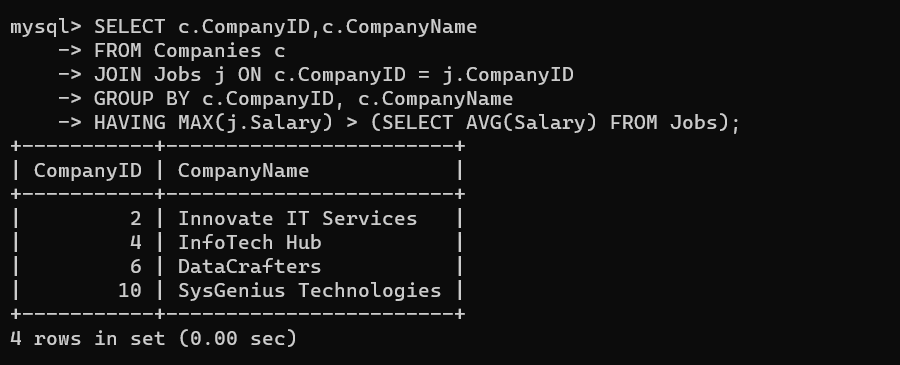 mysql> SELECT c.CompanyID,c.CompanyName
    -> FROM Companies c
    -> JOIN Jobs j ON c.CompanyID = j.CompanyID
    -> GROUP BY c.CompanyID, c.CompanyName
    -> HAVING MAX(j.Salary) > (SELECT AVG(Salary) FROM Jobs);
+-----------+------------------------+
| CompanyID | CompanyName            |
+-----------+------------------------+
|         2 | Innovate IT Services   |
|         4 | InfoTech Hub           |
|         6 | DataCrafters           |
|        10 | SysGenius Technologies |
+-----------+------------------------+
4 rows in set (0.00 sec)